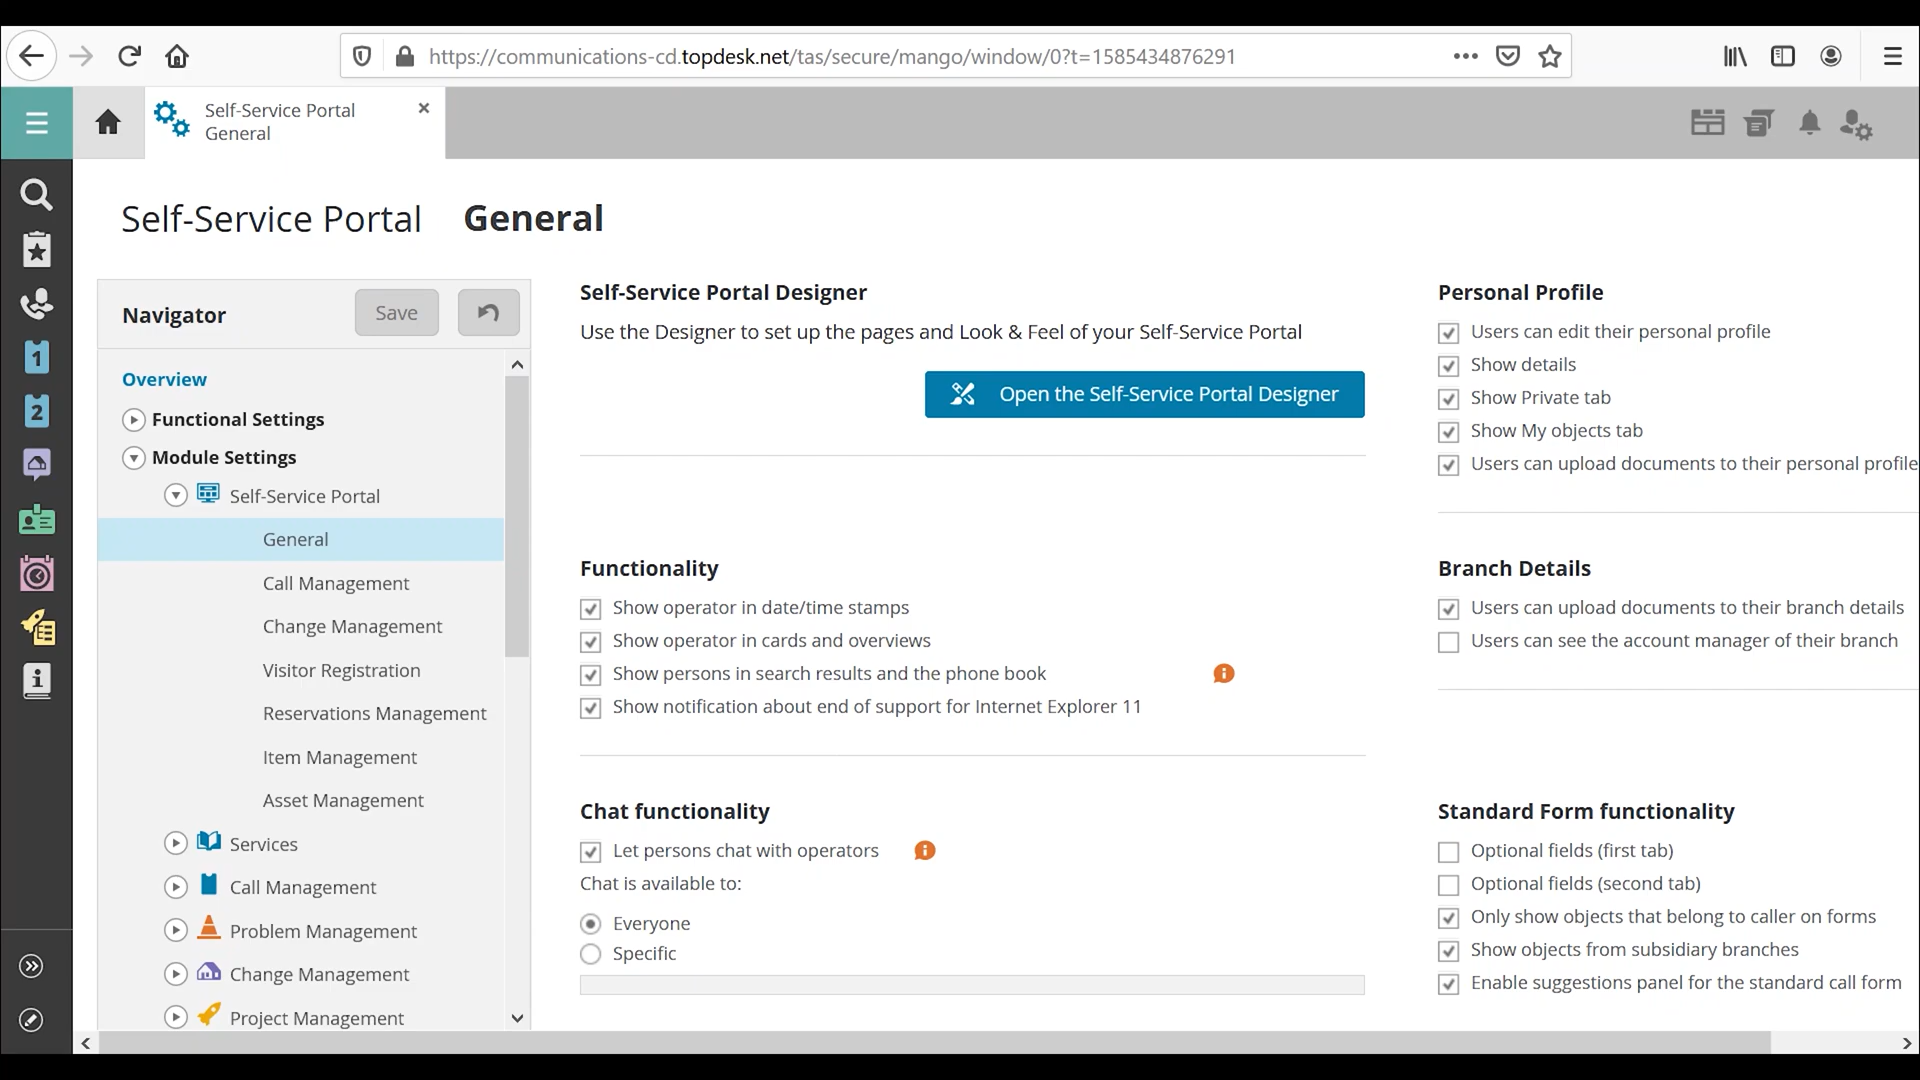 https://communications-cd.topdesk.net/tas/secure/mango/window/0?t=1585434876291
Self-Service Portal
General
Self-Service Portal General
Navigator
Save
Overview
Functional Settings
Module Settings
Self-Service Portal
General
Call Management
Change Management
Visitor Registration
Reservations Management
Item Management
Asset Management
Services
Call Management
Problem Management
Change Management
Project Management
1
2
Self-Service Portal Designer
Use the Designer to set up the pages and Look & Feel of your Self-Service Portal
Open the Self-Service Portal Designer
Functionality
Show operator in date/time stamps
Show operator in cards and overviews
Show persons in search results and the phone book
Show notification about end of support for Internet Explorer 11
Chat functionality
Let persons chat with operators
Chat is available to:
Everyone
Specific
Personal Profile
Users can edit their personal profile
Show details
Show Private tab
Show My objects tab
Users can upload documents to their personal profile
Branch Details
Users can upload documents to their branch details
Users can see the account manager of their branch
Standard Form functionality
Optional fields (first tab)
Optional fields (second tab)
Only show objects that belong to caller on forms
Show objects from subsidiary branches
Enable suggestions panel for the standard call form